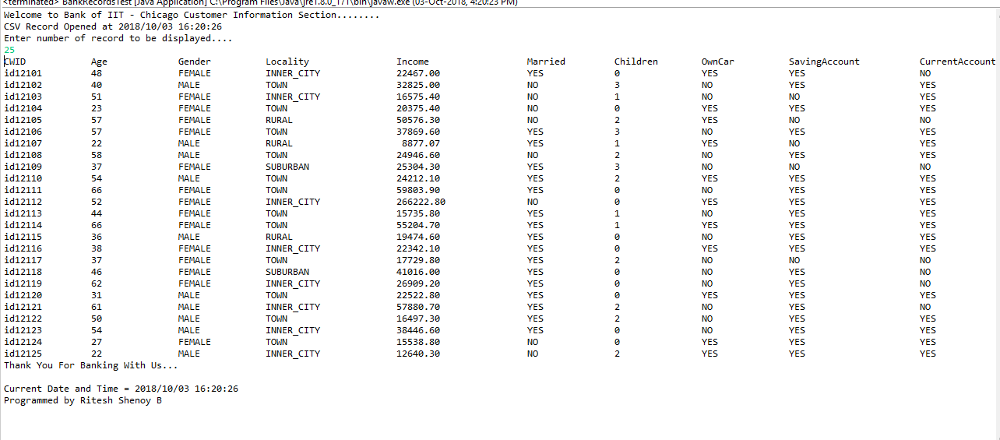 <terminated> BankRecordsTest [Java Application] C:\Program Files\Java\jre1.8.0_171\bin\javaw.exe (03-Oct-2018, 4:20:23 PM)
Welcome to Bank of IIT - Chicago Customer Information Section........
CSV Record Opened at 2018/10/03 16:20:26
Enter number of record to be displayed....
25
CWID Age Gender Locality Income Married Children OwnCar SavingAccount CurrentAccount
id12101 48 FEMALE INNER_CITY 22467.00 YES 0 YES YES NO
id12102 40 MALE TOWN 32825.00 NO 3 NO YES YES
id12103 51 FEMALE INNER_CITY 16575.40 NO 1 NO NO YES
id12104 23 FEMALE TOWN 20375.40 NO 0 YES YES YES
id12105 57 FEMALE RURAL 50576.30 NO 2 YES NO NO
id12106 57 FEMALE TOWN 37869.60 YES 3 NO YES YES
id12107 22 MALE RURAL 8877.07 YES 1 YES NO YES
id12108 58 MALE TOWN 24946.60 NO 2 NO YES YES
id12109 37 FEMALE SUBURBAN 25304.30 YES 3 NO NO NO
id12110 54 MALE TOWN 24212.10 YES 2 YES YES YES
id12111 66 FEMALE TOWN 59803.90 YES 0 NO YES YES
id12112 52 FEMALE INNER_CITY 266222.80 NO 0 YES YES YES
id12113 44 FEMALE TOWN 15735.80 YES 1 NO YES YES
id12114 66 FEMALE TOWN 55204.70 YES 1 YES YES YES
id12115 36 MALE RURAL 19474.60 YES 0 NO YES YES
id12116 38 FEMALE INNER_CITY 22342.10 YES 0 YES YES YES
id12117 37 FEMALE TOWN 17729.80 YES 2 NO NO NO
id12118 46 FEMALE SUBURBAN 41016.00 YES 0 NO YES NO
id12119 62 FEMALE INNER_CITY 26909.20 YES 0 NO YES NO
id12120 31 MALE TOWN 22522.80 YES 0 YES YES YES
id12121 61 MALE INNER_CITY 57880.70 YES 2 NO YES NO
id12122 50 MALE TOWN 16497.30 YES 2 NO YES YES
id12123 54 MALE INNER_CITY 38446.60 YES 0 NO YES YES
id12124 27 FEMALE TOWN 15538.80 NO 0 YES YES YES
id12125 22 MALE INNER_CITY 12640.30 NO 2 YES YES YES
Thank You For Banking With Us...
Current Date and Time = 2018/10/03 16:20:26
Programmed by Ritesh Shenoy B